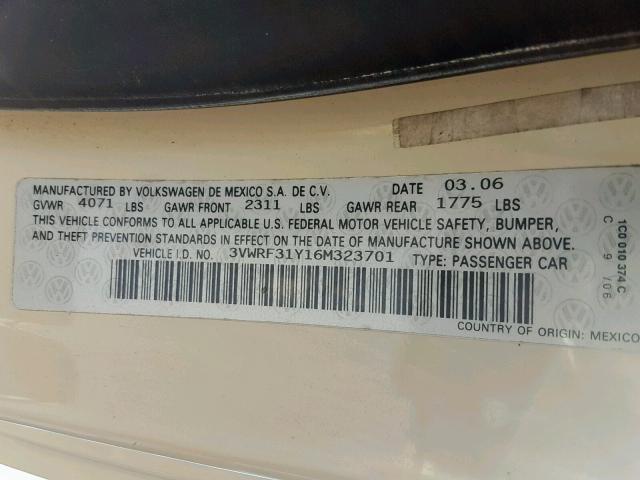 MANUFACTURED BY VOLKSWAGEN DE MEXICO S.A. DE C.V. DATE 03.06
GVWR 4071 LBS GAWR FRONT 2311 LBS GAWR REAR 1775 LBS
THIS VEHICLE CONFORMS TO ALL APPLICABLE U.S. FEDERAL MOTOR VEHICLE SAFETY, BUMPER,
AND THEFT PREVENTION STANDARDS IN EFFECT ON THE DATE OF MANUFACTURE SHOWN ABOVE.
VEHICLE I.D. NO. 3VWRF31Y16M323701 TYPE: PASSENGER CAR
COUNTRY OF ORIGIN: MEXICO
1C0 010 374 C
C 9 /06